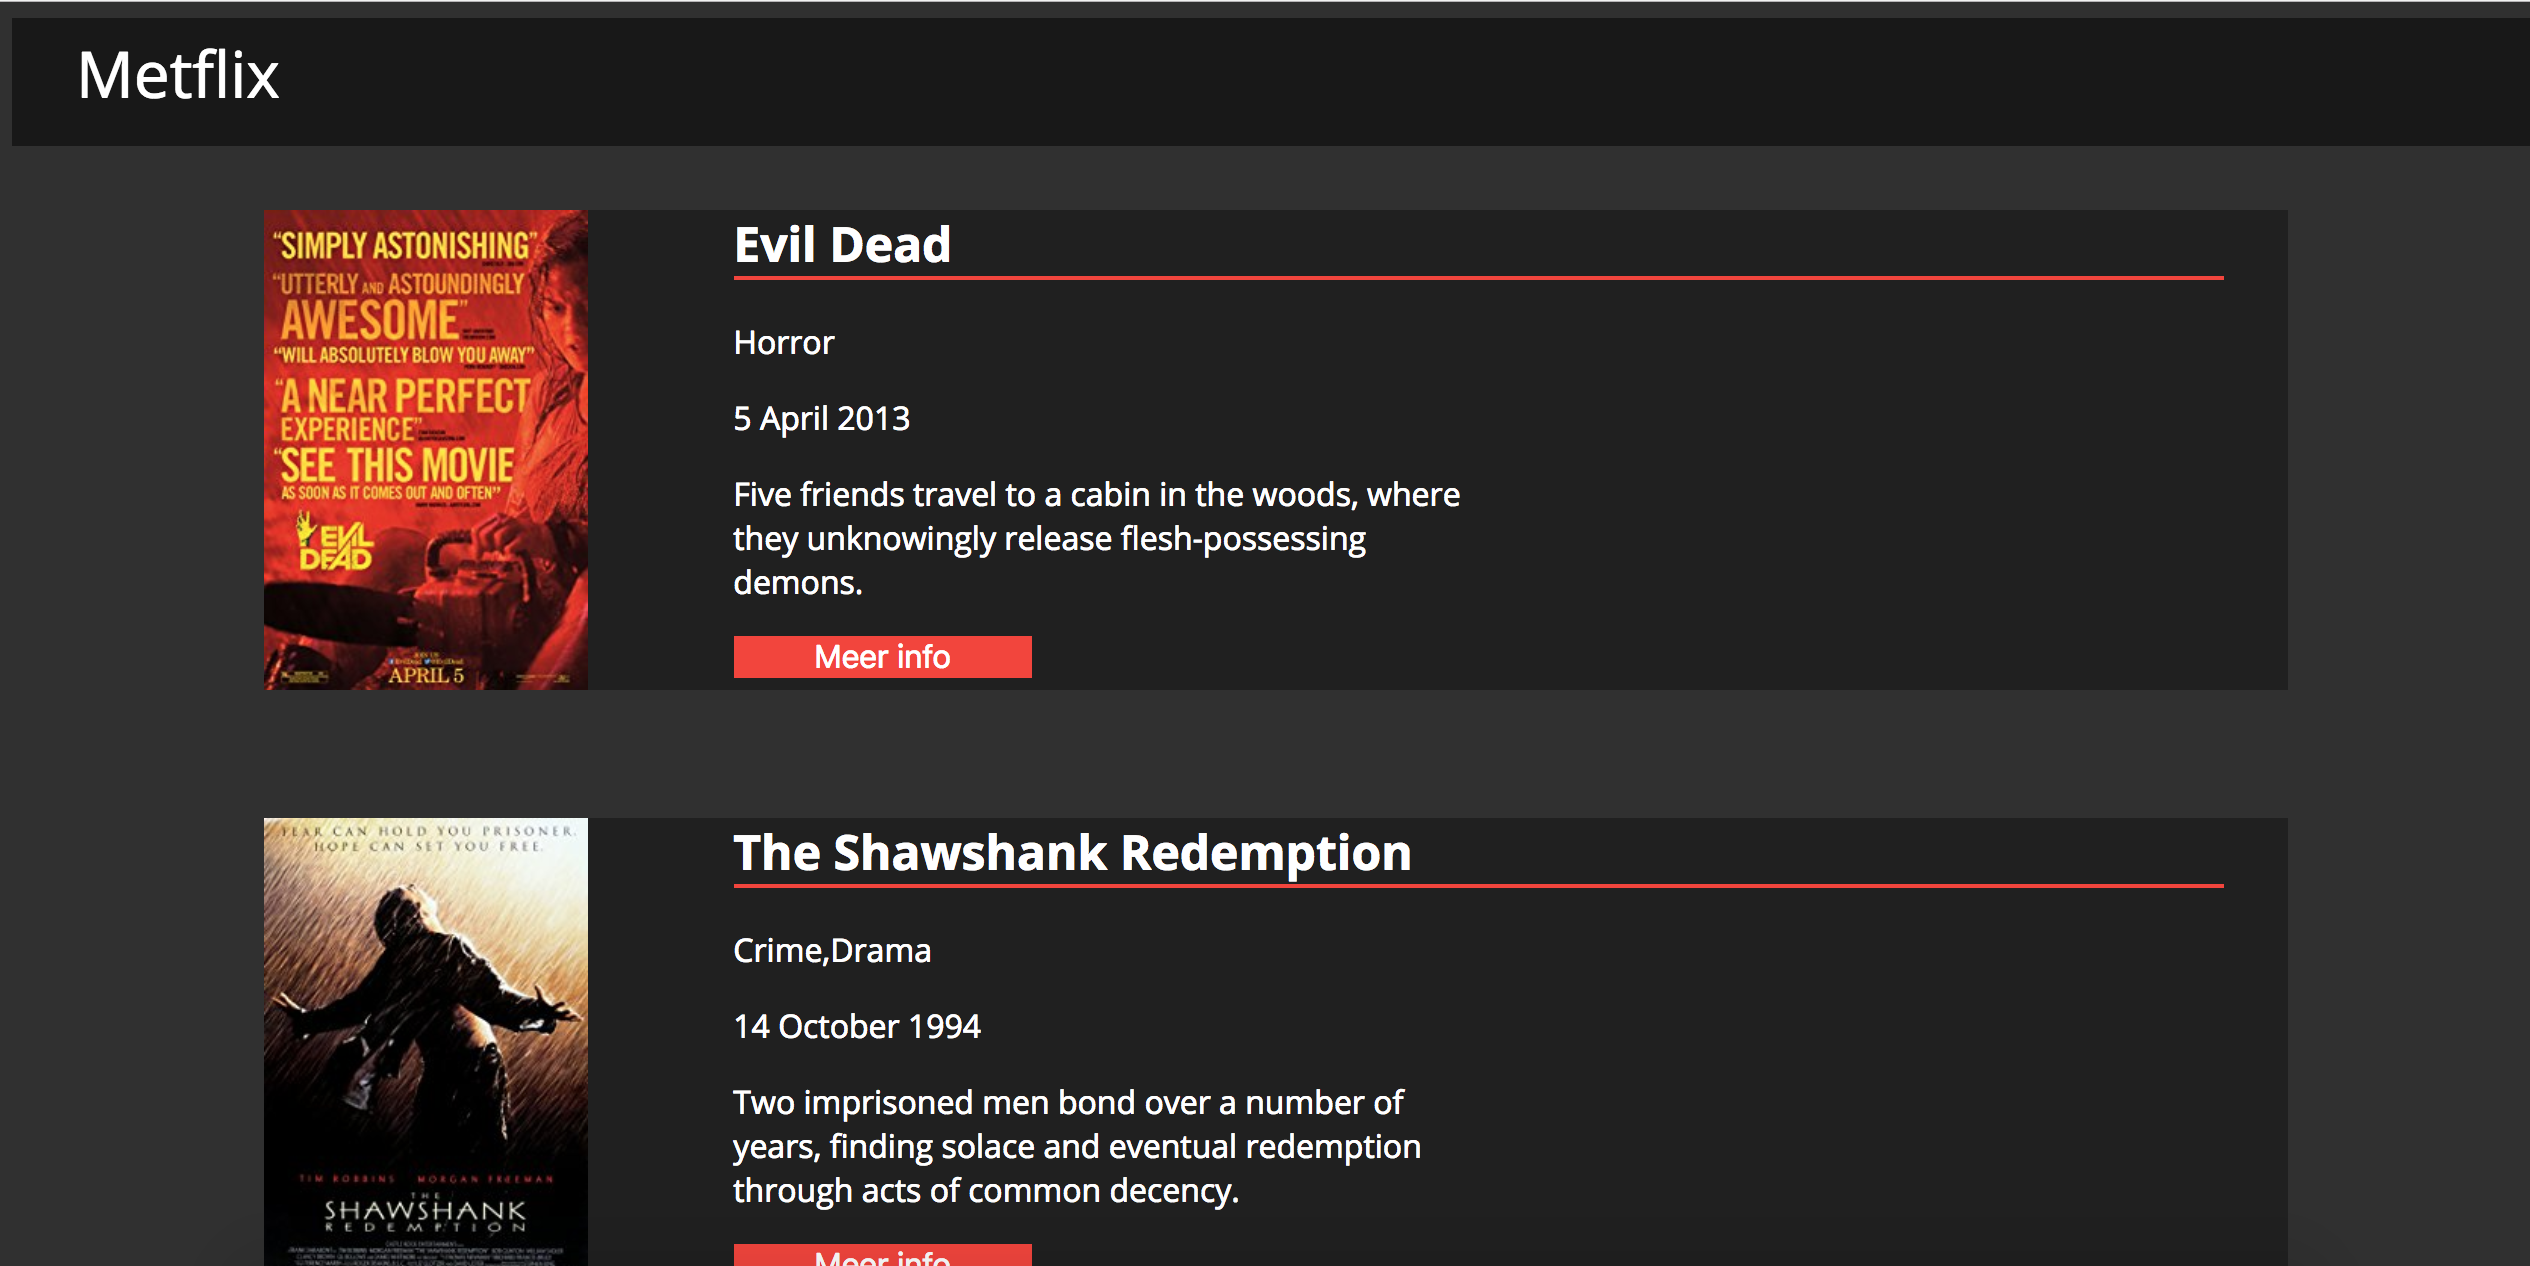 Metflix
"SIMPLY ASTONISHING"
"UTTERLY AND ASTOUNDINGLY
AWESOME"
"WILL ABSOLUTELY BLOW YOU AWAY"
"A NEAR PERFECT
EXPERIENCE"
"SEE THIS MOVIE
AS SOON AS IT COMES OUT AND OFTEN"
EVIL
DEAD
JOIN US
APRIL 5
Evil Dead
Horror
5 April 2013
Five friends travel to a cabin in the woods, where
they unknowingly release flesh-possessing
demons.
Meer info
FEAR CAN HOLD YOU PRISONER.
HOPE CAN SET YOU FREE.
TIM ROBBINS MORGAN FREEMAN
THE
SHAWSHANK
REDEMPTION
The Shawshank Redemption
Crime,Drama
14 October 1994
Two imprisoned men bond over a number of
years, finding solace and eventual redemption
through acts of common decency.
Meer info